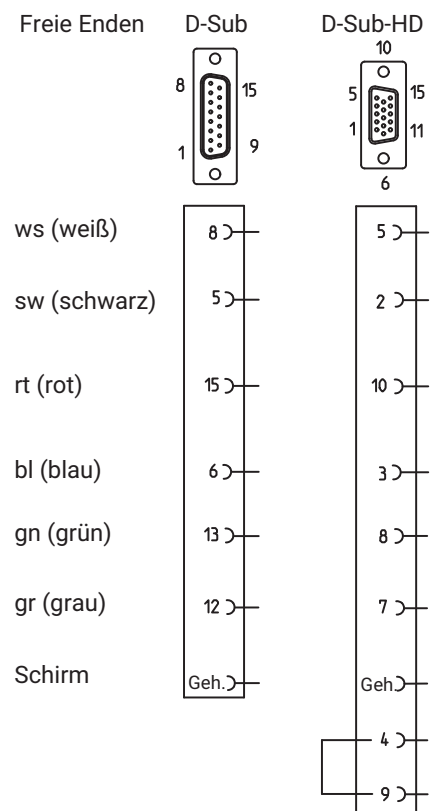 Freie Enden D-Sub D-Sub-HD
10
8 15 5 15
1 9 1 11
6
ws (weiß) 8 5
sw (schwarz) 5 2
rt (rot) 15 10
bl (blau) 6 3
gn (grün) 13 8
gr (grau) 12 7
Schirm Geh. Geh.
4
9